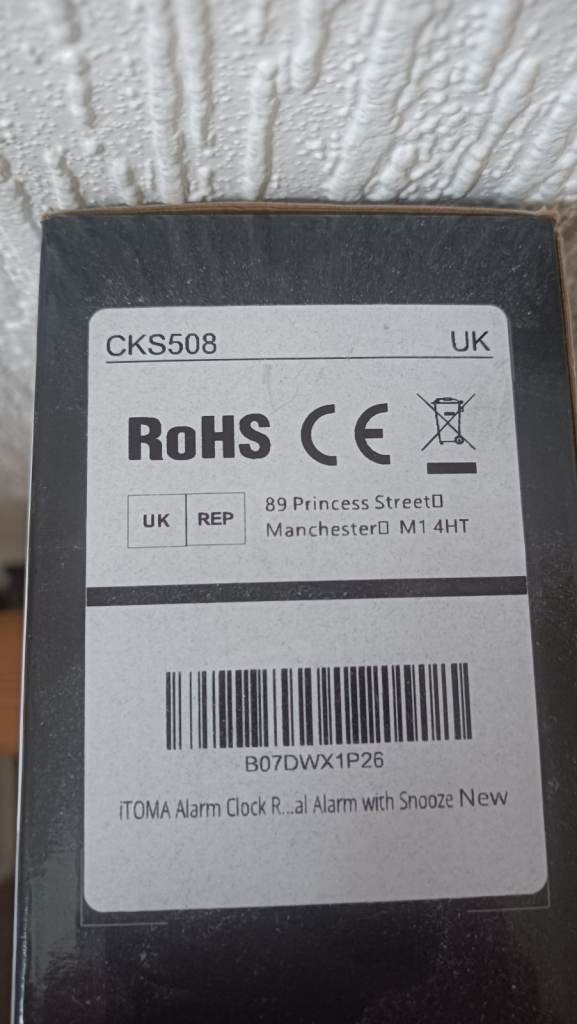 CKS508 UK
RoHS CE
UK REP
89 Princess Street□
Manchester□ M1 4HT
B07DWX1P26
iTOMA Alarm Clock R...al Alarm with Snooze New